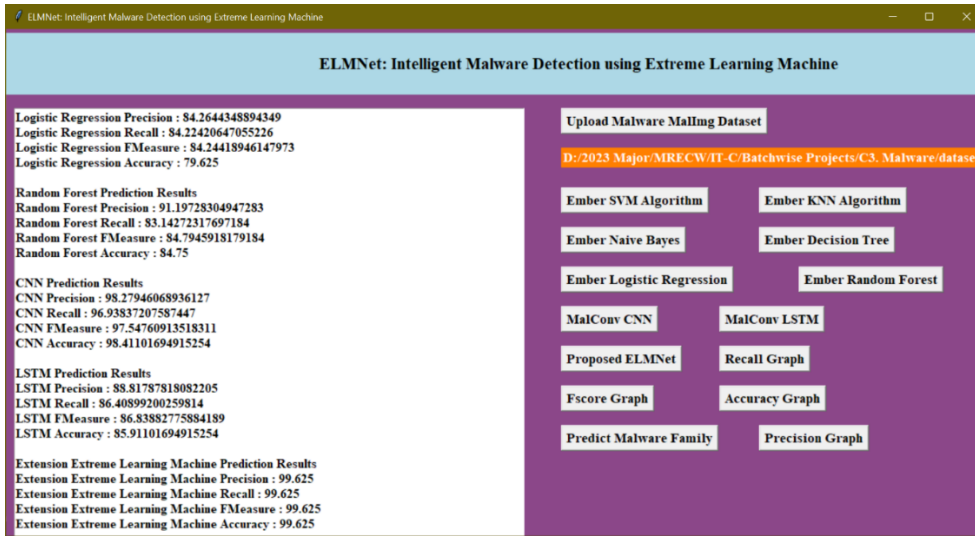 ELMNet: Intelligent Malware Detection using Extreme Learning Machine
ELMNet: Intelligent Malware Detection using Extreme Learning Machine
Logistic Regression Precision : 84.2644348894349
Logistic Regression Recall : 84.22420647055226
Logistic Regression FMeasure : 84.24418946147973
Logistic Regression Accuracy : 79.625
Random Forest Prediction Results
Random Forest Precision : 91.19728304947283
Random Forest Recall : 83.14272317697184
Random Forest FMeasure : 84.7945918179184
Random Forest Accuracy : 84.75
CNN Prediction Results
CNN Precision : 98.27946068936127
CNN Recall : 96.93837207587447
CNN FMeasure : 97.54760913518311
CNN Accuracy : 98.41101694915254
LSTM Prediction Results
LSTM Precision : 88.81787818082205
LSTM Recall : 86.40899200259814
LSTM FMeasure : 86.83882775884189
LSTM Accuracy : 85.91101694915254
Extension Extreme Learning Machine Prediction Results
Extension Extreme Learning Machine Precision : 99.625
Extension Extreme Learning Machine Recall : 99.625
Extension Extreme Learning Machine FMeasure : 99.625
Extension Extreme Learning Machine Accuracy : 99.625
Upload Malware MalImg Dataset
D:/2023 Major/MRECW/IT-C/Batchwise Projects/C3. Malware/datase
Ember SVM Algorithm
Ember KNN Algorithm
Ember Naive Bayes
Ember Decision Tree
Ember Logistic Regression
Ember Random Forest
MalConv CNN
MalConv LSTM
Proposed ELMNet
Recall Graph
Fscore Graph
Accuracy Graph
Predict Malware Family
Precision Graph